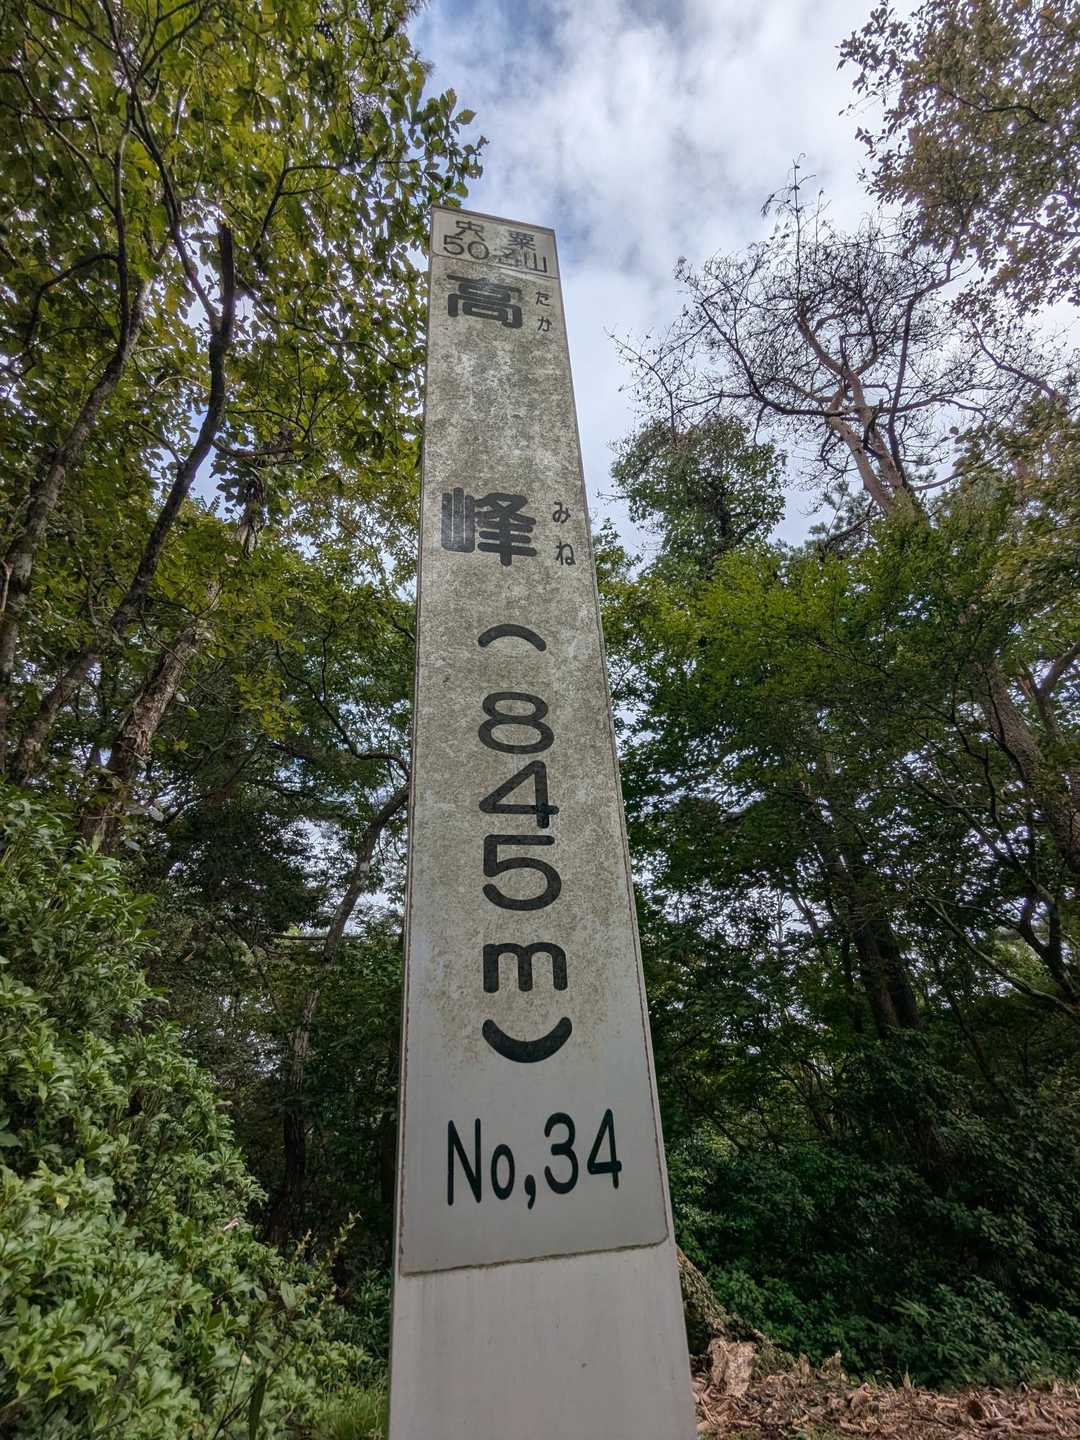 宍粟
50名山
高峰
たかみね
(845m)
No,34